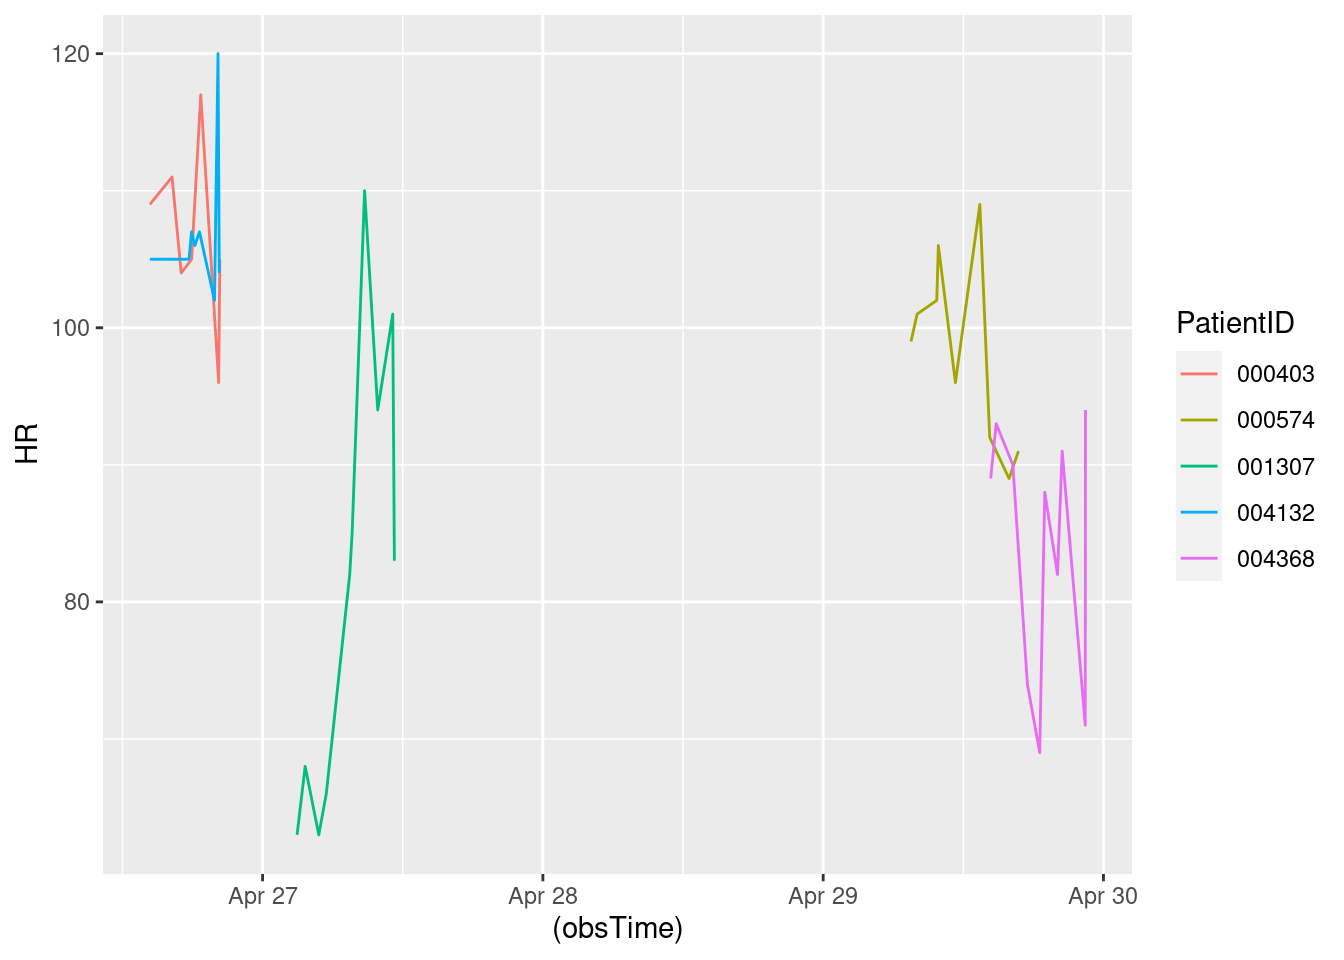 120
100
80
HR
Apr 27
Apr 28
Apr 29
Apr 30
(obsTime)
PatientID
000403
000574
001307
004132
004368